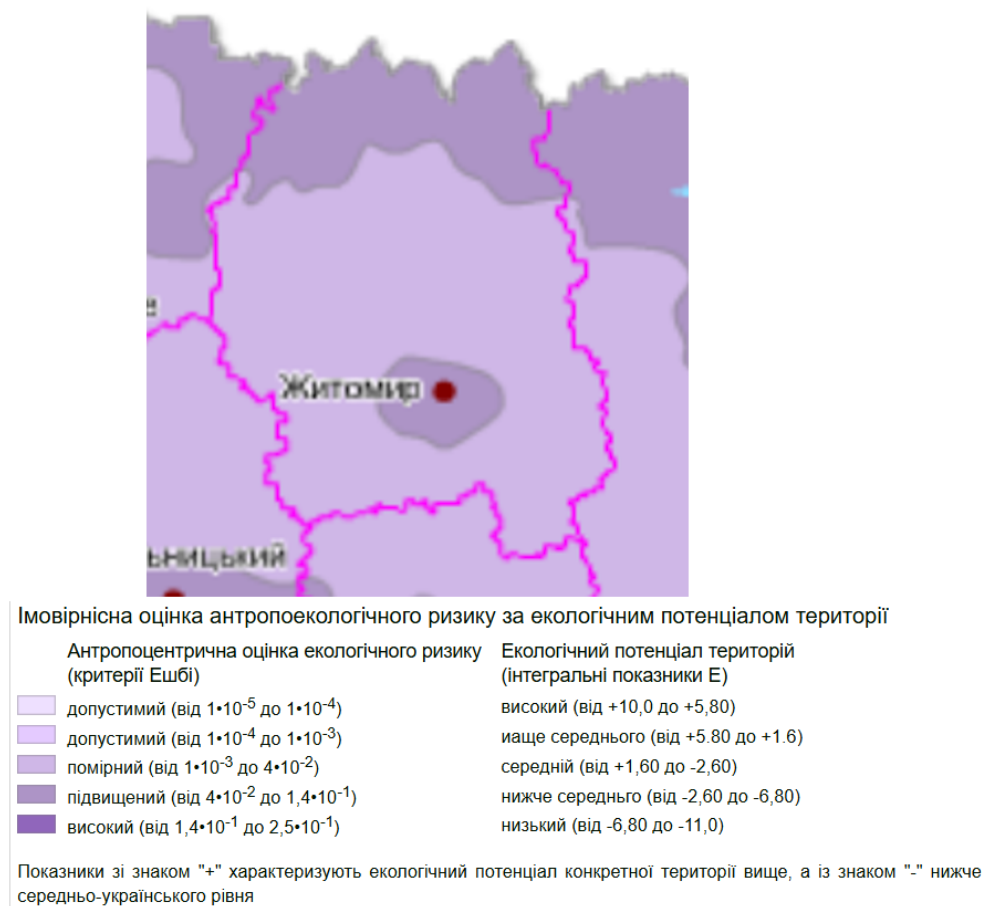 Житомир
ьницький
Імовірнісна оцінка антропоекологічного ризику за екологічним потенціалом території
Антропоцентрична оцінка екологічного ризику (критерії Ешбі)
Екологічний потенціал територій (інтегральні показники E)
допустимий (від 1•10⁻⁵ до 1•10⁻⁴) високий (від +10,0 до +5,80)
допустимий (від 1•10⁻⁴ до 1•10⁻³) иаще середнього (від +5.80 до +1.6)
помірний (від 1•10⁻³ до 4•10⁻²) середній (від +1,60 до -2,60)
підвищений (від 4•10⁻² до 1,4•10⁻¹) нижче середньго (від -2,60 до -6,80)
високий (від 1,4•10⁻¹ до 2,5•10⁻¹) низький (від -6,80 до -11,0)
Показники зі знаком "+" характеризують екологічний потенціал конкретної території вище, а із знаком "-" нижче
середньо-українського рівня